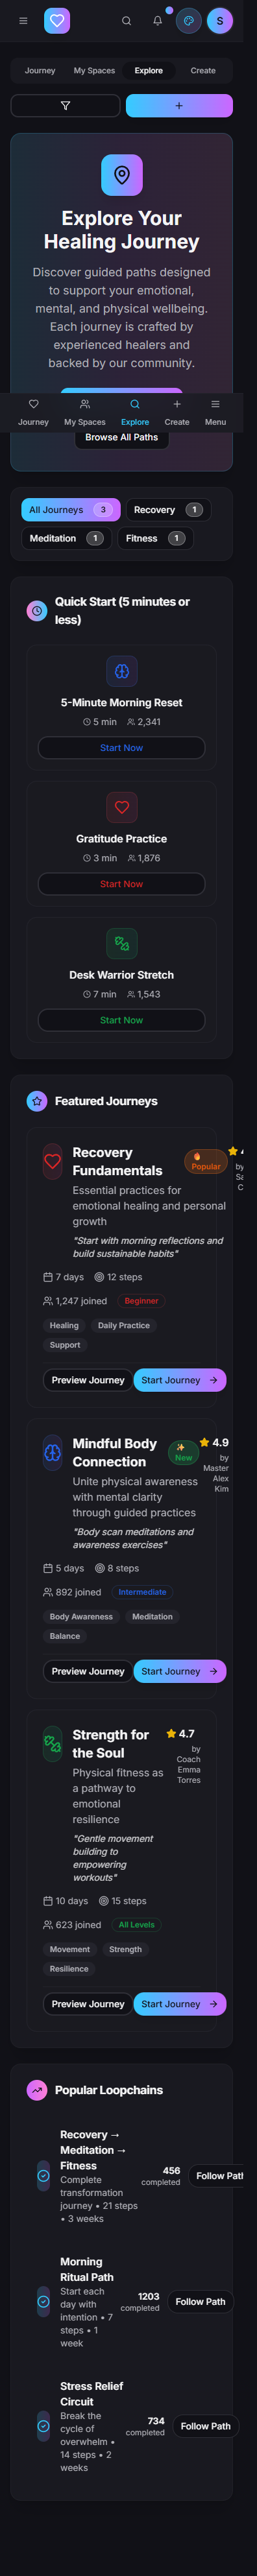 S
Journey My Spaces Explore Create
Explore Your
Healing Journey
Discover guided paths designed
to support your emotional,
mental, and physical wellbeing.
Each journey is crafted by
experienced healers and
backed by our community.
Journey My Spaces Explore Create Menu
Browse All Paths
All Journeys 3 Recovery 1
Meditation 1 Fitness 1
Quick Start (5 minutes or
less)
5-Minute Morning Reset
5 min 2,341
Start Now
Gratitude Practice
3 min 1,876
Start Now
Desk Warrior Stretch
7 min 1,543
Start Now
Featured Journeys
Recovery
Fundamentals
🔥
Popular
by
Essential practices for
emotional healing and personal
growth
"Start with morning reflections and
build sustainable habits"
7 days 12 steps
1,247 joined Beginner
Healing Daily Practice
Support
Preview Journey Start Journey →
Mindful Body
Connection
✨
New
4.9
by
Master
Alex
Kim
Unite physical awareness
with mental clarity
through guided practices
"Body scan meditations and
awareness exercises"
5 days 8 steps
892 joined Intermediate
Body Awareness Meditation
Balance
Preview Journey Start Journey →
Strength for
the Soul
4.7
by
Coach
Emma
Torres
Physical fitness as
a pathway to
emotional
resilience
"Gentle movement
building to
empowering
workouts"
10 days 15 steps
623 joined All Levels
Movement Strength
Resilience
Preview Journey Start Journey →
Popular Loopchains
Recovery →
Meditation →
Fitness
Complete
transformation
journey • 21 steps
• 3 weeks
456
completed
Follow Path
Morning
Ritual Path
Start each
day with
intention • 7
steps • 1
week
1203
completed
Follow Path
Stress Relief
Circuit
Break the
cycle of
overwhelm •
14 steps • 2
weeks
734
completed
Follow Path